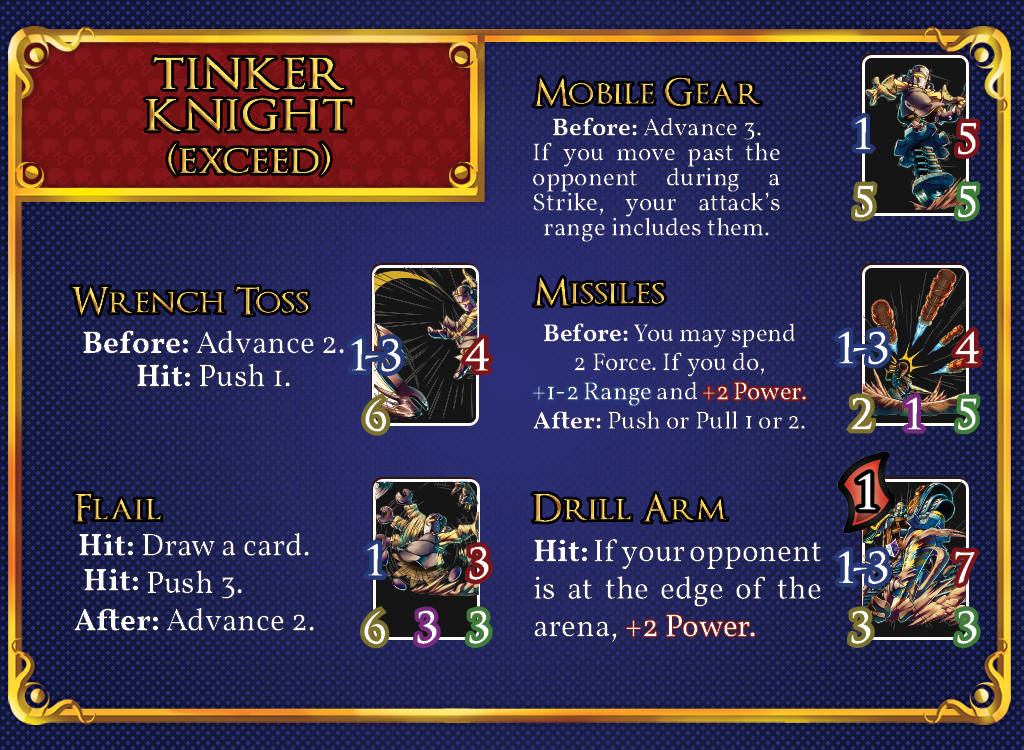 TINKER
KNIGHT
(EXCEED)
WRENCH TOSS
Before: Advance 2.
Hit: Push 1.
1-3
4
6
FLAIL
Hit: Draw a card.
Hit: Push 3.
After: Advance 2.
1
3
6
3
3
MOBILE GEAR
Before: Advance 3.
If you move past the
opponent during a
Strike, your attack's
range includes them.
1
5
5
5
MISSILES
Before: You may spend
2 Force. If you do,
+1-2 Range and +2 Power.
After: Push or Pull 1 or 2.
1-3
4
2
1
5
DRILL ARM
Hit: If your opponent
is at the edge of the
arena, +2 Power.
1
1-3
7
3
3